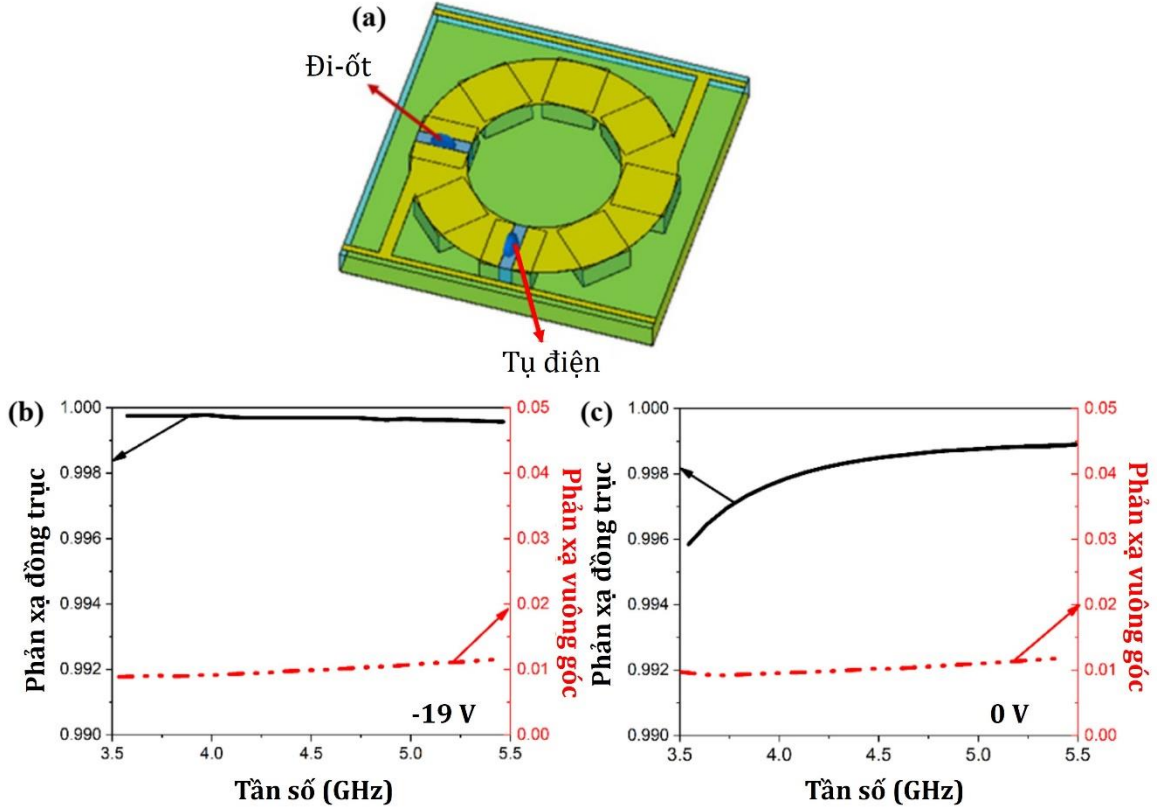 (a)
Đi-ốt
Tụ điện
(b)
1.000
0.998
0.996
0.994
0.992
0.990
Phản xạ đồng trục
0.05
0.04
0.03
0.02
0.01
0.00
Phản xạ vuông góc
-19 V
3.5 4.0 4.5 5.0 5.5
Tần số (GHz)
(c)
1.000
0.998
0.996
0.994
0.992
0.990
Phản xạ đồng trục
0.05
0.04
0.03
0.02
0.01
0.00
Phản xạ vuông góc
0 V
3.5 4.0 4.5 5.0 5.5
Tần số (GHz)